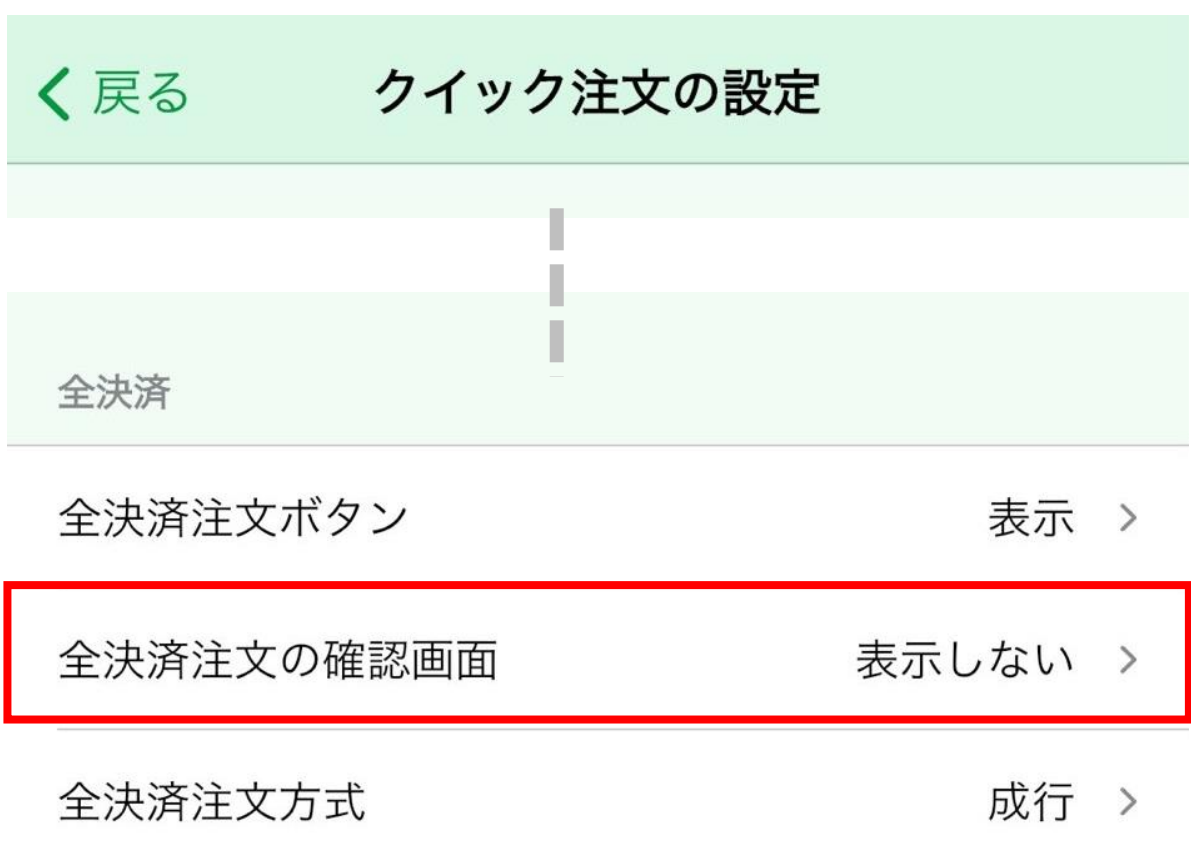 戻る クイック注文の設定
全決済
全決済注文ボタン 表示
全決済注文の確認画面 表示しない
全決済注文方式 成行